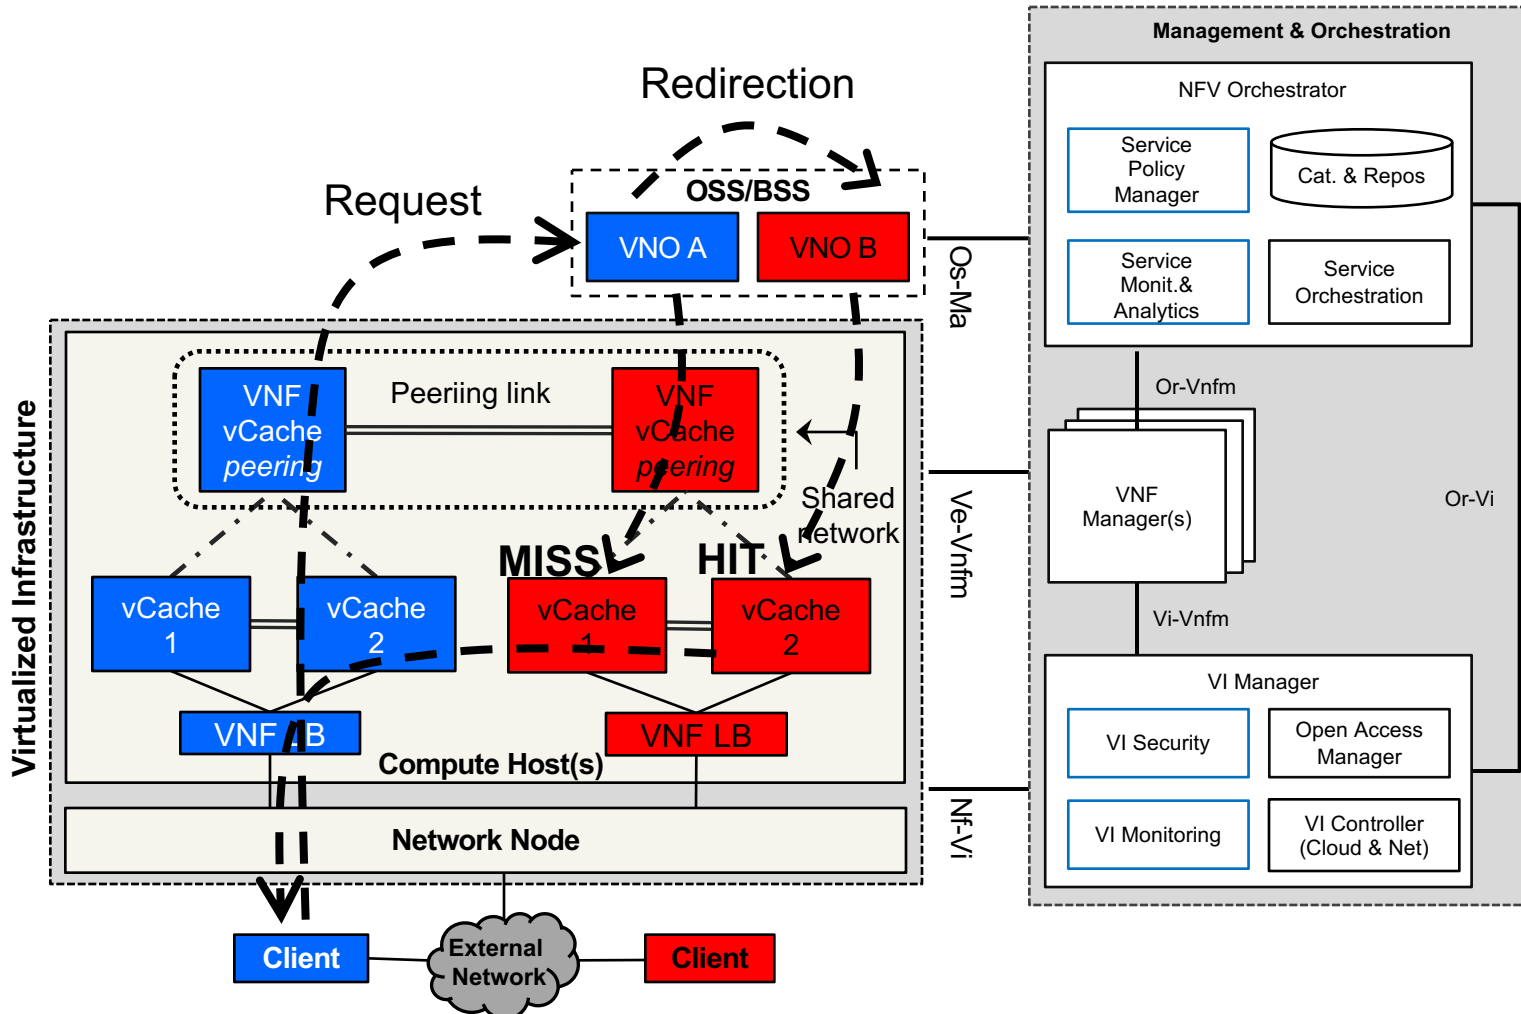 Management & Orchestration
NFV Orchestrator
Service
Policy
Manager
Cat. & Repos
Service
Monit.&
Analytics
Service
Orchestration
Redirection
Request
OSS/BSS
VNO A
VNO B
Os-Ma
Or-Vnfm
VNF
Manager(s)
Or-Vi
Ve-Vnfm
Vi-Vnfm
Virtualized Infrastructure
VNF
vCache
peering
Peeriing link
VNF
vCache
peering
Shared
network
MISS
HIT
vCache
1
vCache
2
vCache
1
vCache
2
VNF LB
VNF LB
Compute Host(s)
Network Node
Nf-Vi
VI Manager
VI Security
Open Access
Manager
VI Monitoring
VI Controller
(Cloud & Net)
Client
External
Network
Client